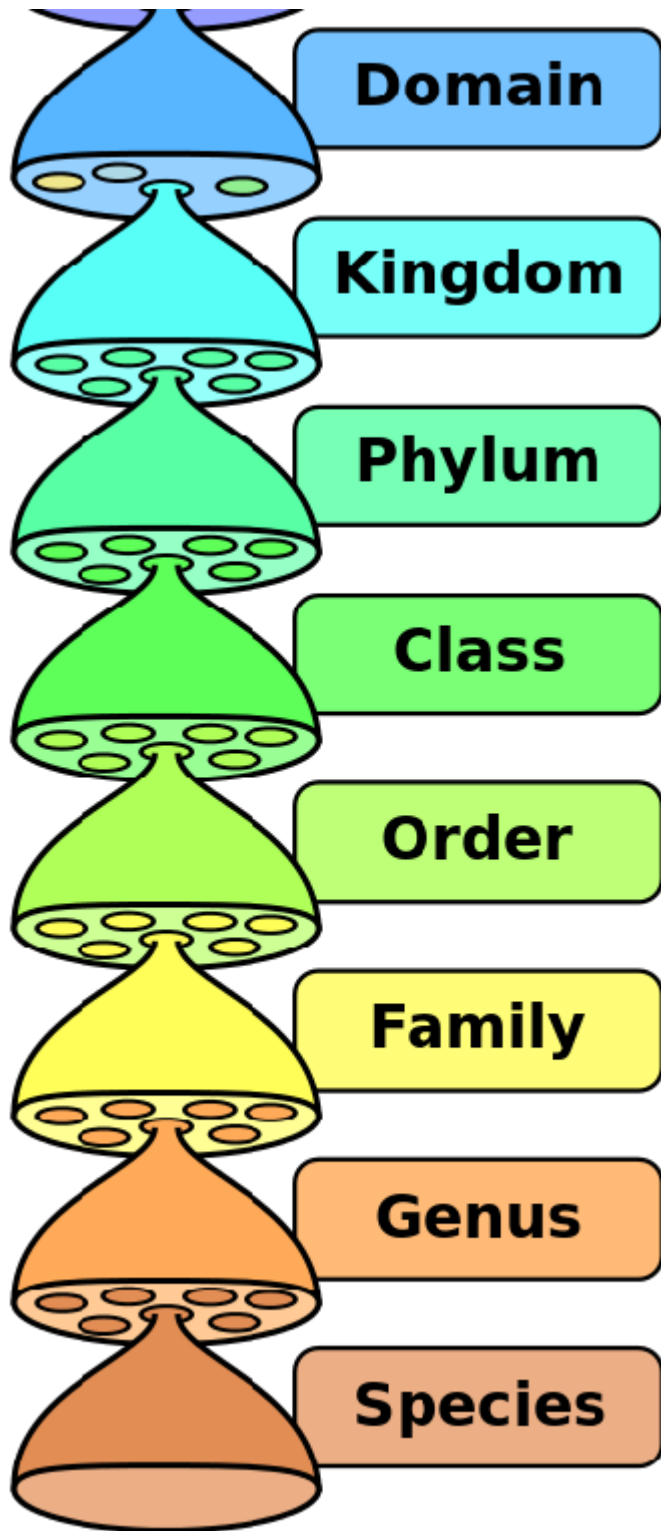 Domain
Kingdom
Phylum
Class
Order
Family
Genus
Species